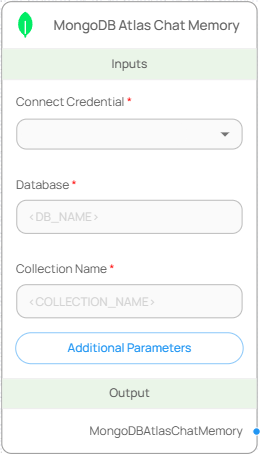 MongoDB Atlas Chat Memory
Inputs
Connect Credential *
Database *
<DB_NAME>
Collection Name *
<COLLECTION_NAME>
Additional Parameters
Output
MongoDBAtlasChatMemory